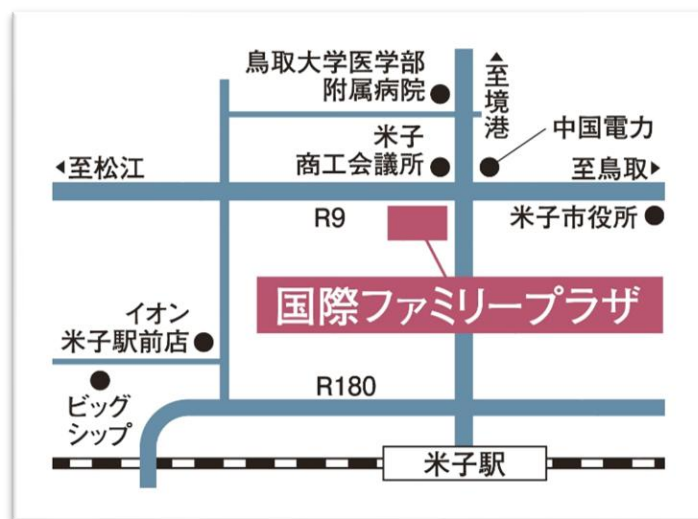 鳥取大学医学部
附属病院
▲至境港
中国電力
米子
商工会議所
◀至松江
至鳥取▶
R9
米子市役所
国際ファミリープラザ
イオン
米子駅前店
R180
ビッグ
シップ
米子駅